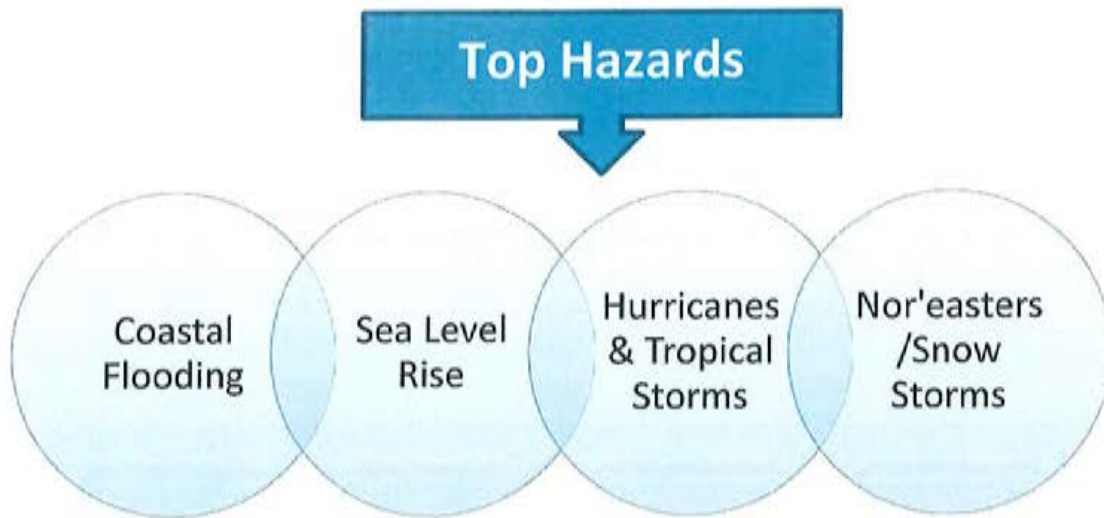 Top Hazards
Coastal
Flooding
Sea Level
Rise
Hurricanes
& Tropical
Storms
Nor'easters
/Snow
Storms